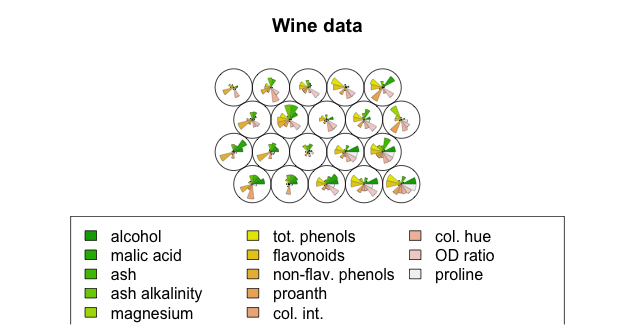 Wine data
alcohol
malic acid
ash
ash alkalinity
magnesium
tot. phenols
flavonoids
non-flav. phenols
proanth
col. int.
col. hue
OD ratio
proline